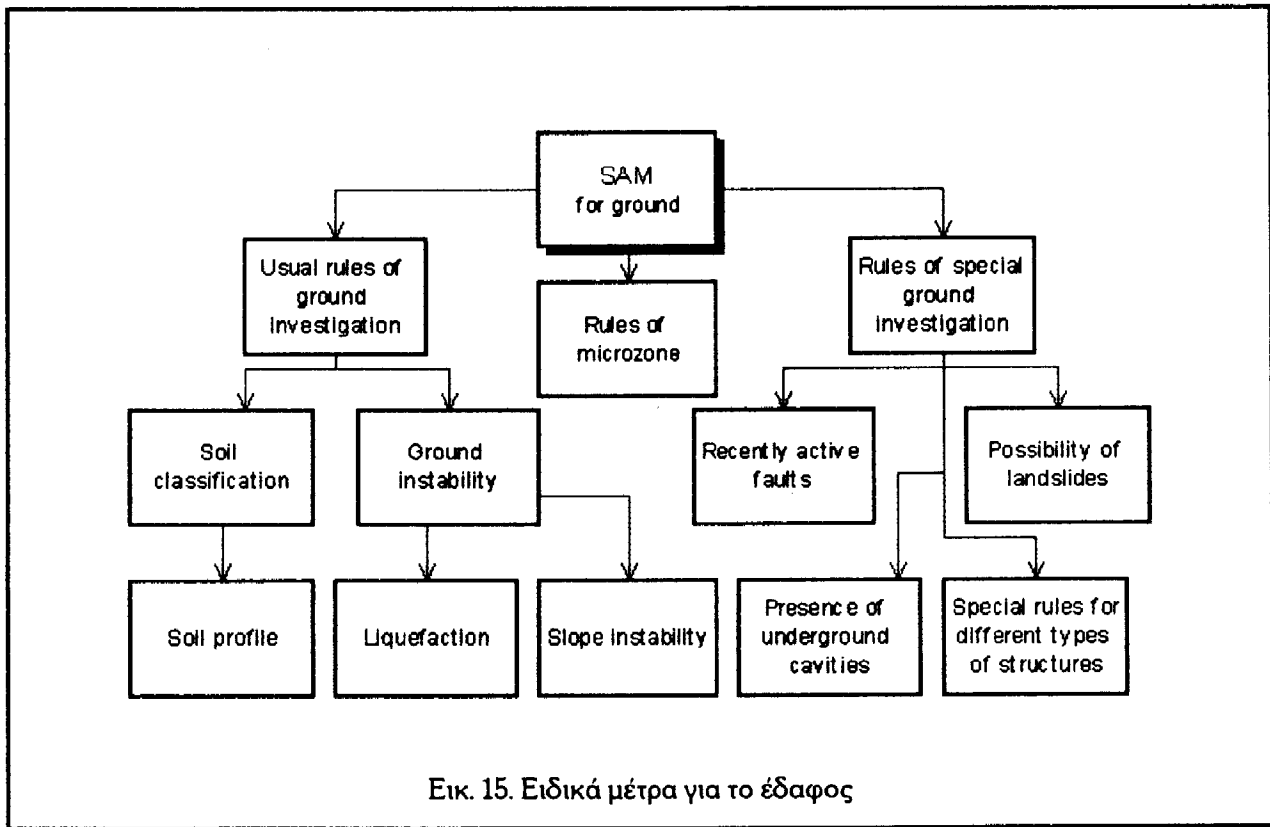 SAM
for ground
Usual rules of
ground
investigation
Rules of
microzone
Rules of special
ground
investigation
Soil
classification
Ground
instability
Recently active
faults
Possibility of
landslides
Soil profile
Liquefaction
Slope instability
Presence of
underground
cavities
Special rules for
different types
of structures
Εικ. 15. Ειδικά μέτρα για το έδαφος